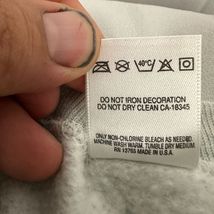 40°C
DO NOT IRON DECORATION
DO NOT DRY CLEAN CA-16345
ONLY NON-CHLORINE BLEACH AS NEEDED.
MACHINE WASH WARM. TUMBLE DRY MEDIUM.
RN 13765 MADE IN U.S.A.